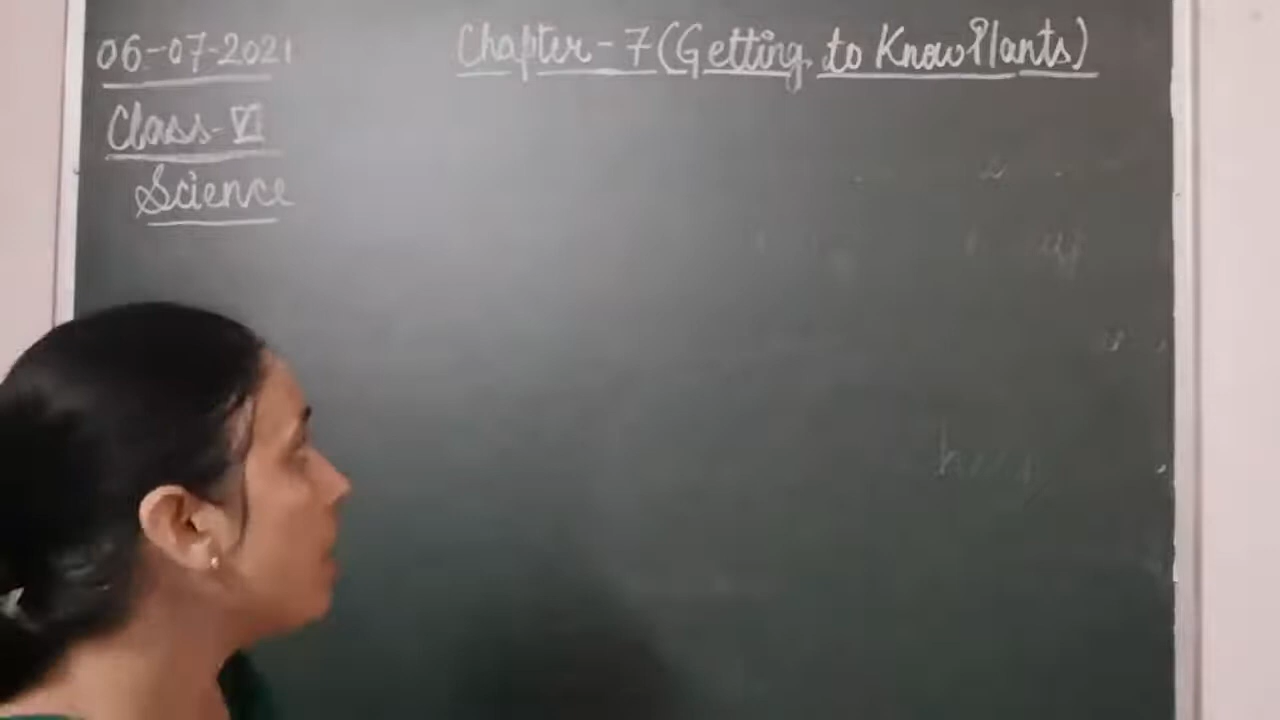 06-07-2021
Chapter - 7 (Getting to Know Plants)
Class - VI
Science